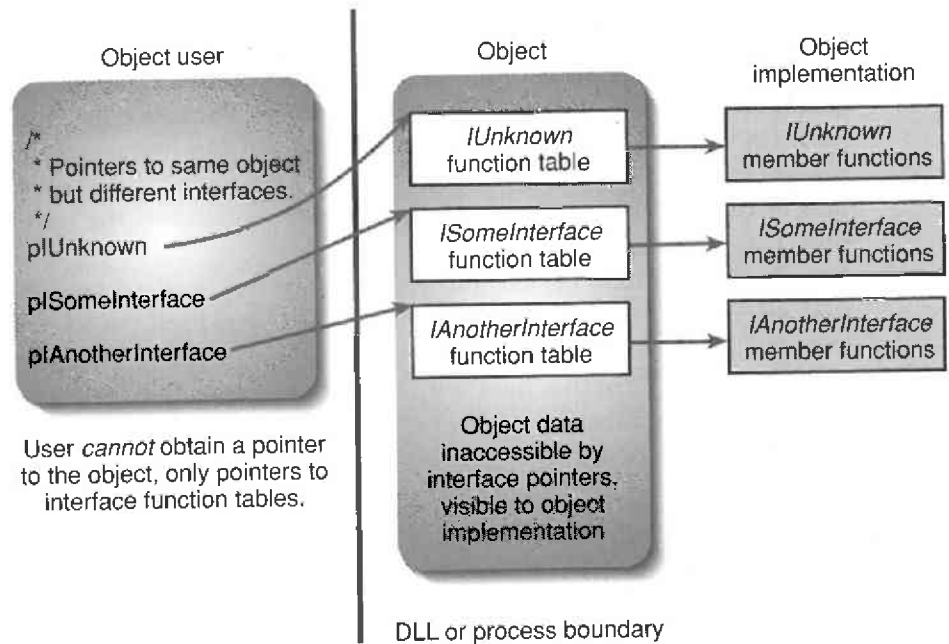 Object user
/*
* Pointers to same object
* but different interfaces.
*/
pIUnknown
pISomeInterface
pIAnotherInterface
User cannot obtain a pointer
to the object, only pointers to
interface function tables.
Object
IUnknown
function table
ISomeInterface
function table
IAnotherInterface
function table
Object data
inaccessible by
interface pointers,
visible to object
implementation
DLL or process boundary
Object
implementation
IUnknown
member functions
ISomeInterface
member functions
IAnotherInterface
member functions